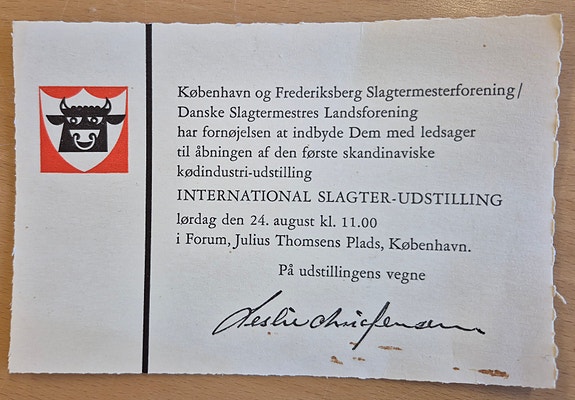 København og Frederiksberg Slagtermesterforening/
Danske Slagtermestres Landsforening
har fornøjelsen at indbyde Dem med ledsager
til åbningen af den første skandinaviske
kødindustri-udstilling
INTERNATIONAL SLAGTER-UDSTILLING
lørdag den 24. august kl. 11.00
i Forum, Julius Thomsens Plads, København.
På udstillingens vegne
Leslie Christensen